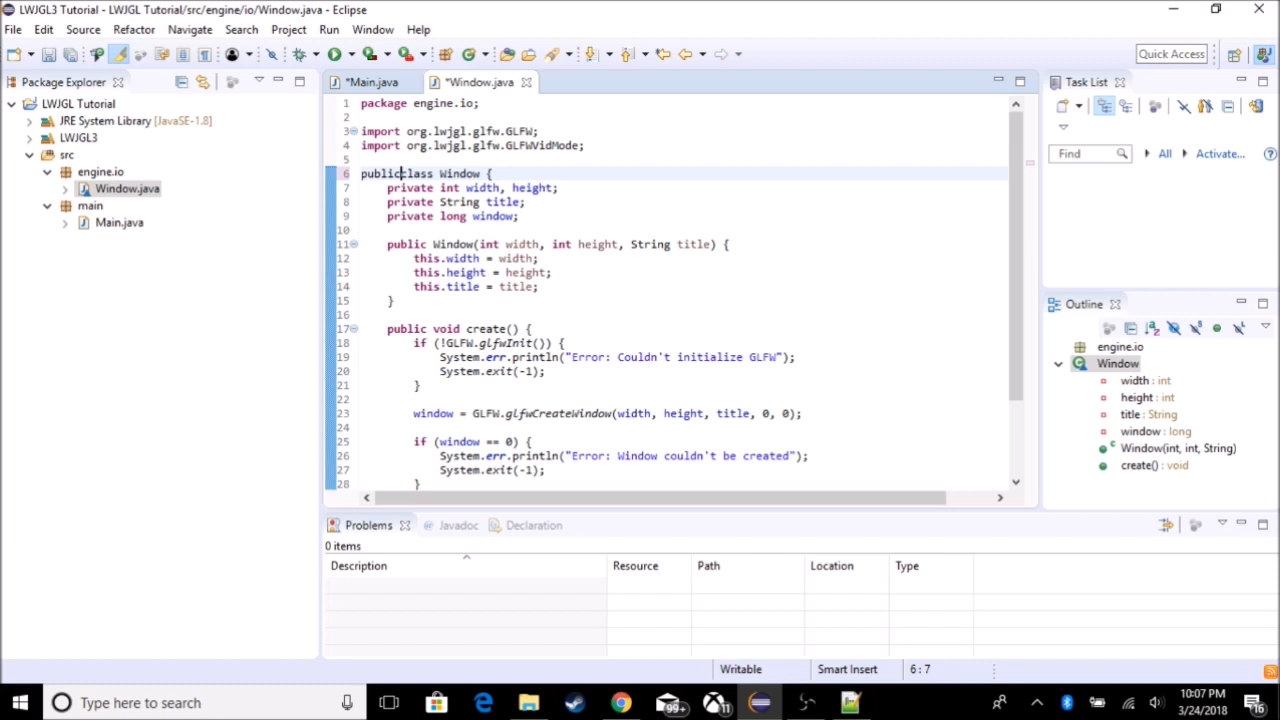 LWJGL3 Tutorial - LWJGL Tutorial/src/engine/io/Window.java - Eclipse
File Edit Source Refactor Navigate Search Project Run Window Help
Quick Access
Package Explorer
LWJGL Tutorial
JRE System Library [JavaSE-1.8]
LWJGL3
src
engine.io
Window.java
main
Main.java
*Main.java *Window.java
1 package engine.io;
2
3 import org.lwjgl.glfw.GLFW;
4 import org.lwjgl.glfw.GLFWVidMode;
5
6 publicclass Window {
7 private int width, height;
8 private String title;
9 private long window;
10
11 public Window(int width, int height, String title) {
12 this.width = width;
13 this.height = height;
14 this.title = title;
15 }
16
17 public void create() {
18 if (!GLFW.glfwInit()) {
19 System.err.println("Error: Couldn't initialize GLFW");
20 System.exit(-1);
21 }
22
23 window = GLFW.glfwCreateWindow(width, height, title, 0, 0);
24
25 if (window == 0) {
26 System.err.println("Error: Window couldn't be created");
27 System.exit(-1);
28 }
Task List
Find All Activate...
Outline
engine.io
Window
width : int
height : int
title : String
window : long
Window(int, int, String)
create() : void
Problems Javadoc Declaration
0 items
Description Resource Path Location Type
Writable Smart Insert 6 : 7
Type here to search
99+
11
10:07 PM
3/24/2018
16